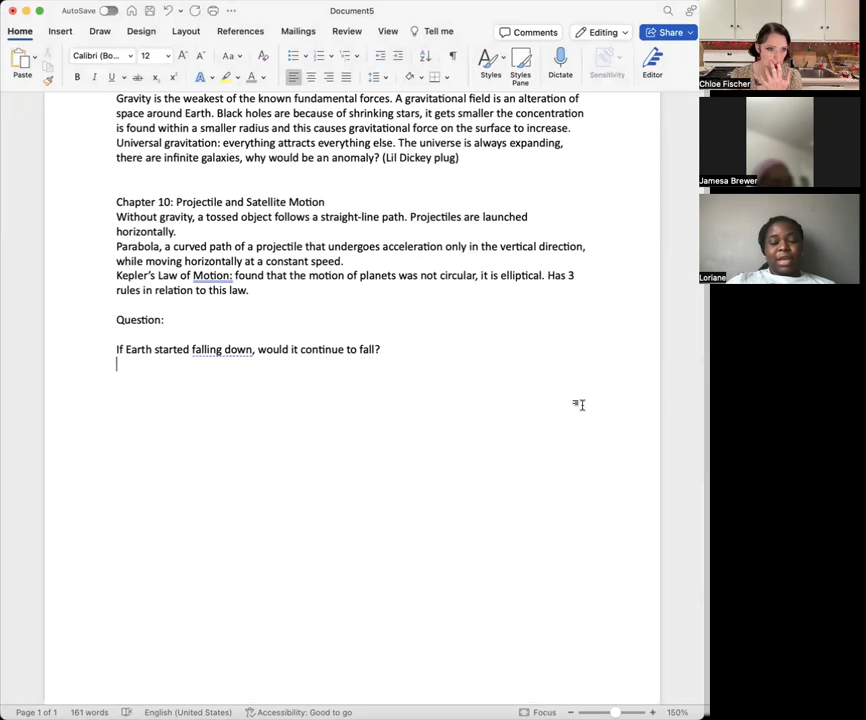 AutoSave
Document5
Home Insert Draw Design Layout References Mailings Review View Tell me
Comments Editing Share
Paste
Calibri (Bo... 12
Styles Styles Pane Dictate Sensitivity Editor
Gravity is the weakest of the known fundamental forces. A gravitational field is an alteration of
space around Earth. Black holes are because of shrinking stars, it gets smaller the concentration
is found within a smaller radius and this causes gravitational force on the surface to increase.
Universal gravitation: everything attracts everything else. The universe is always expanding,
there are infinite galaxies, why would be an anomaly? (Lil Dickey plug)
Chapter 10: Projectile and Satellite Motion
Without gravity, a tossed object follows a straight-line path. Projectiles are launched
horizontally.
Parabola, a curved path of a projectile that undergoes acceleration only in the vertical direction,
while moving horizontally at a constant speed.
Kepler's Law of Motion: found that the motion of planets was not circular, it is elliptical. Has 3
rules in relation to this law.
Question:
If Earth started falling down, would it continue to fall?
Page 1 of 1 161 words English (United States) Accessibility: Good to go Focus 150%
Chloe Fischer
Jamesa Brewer
Loriane